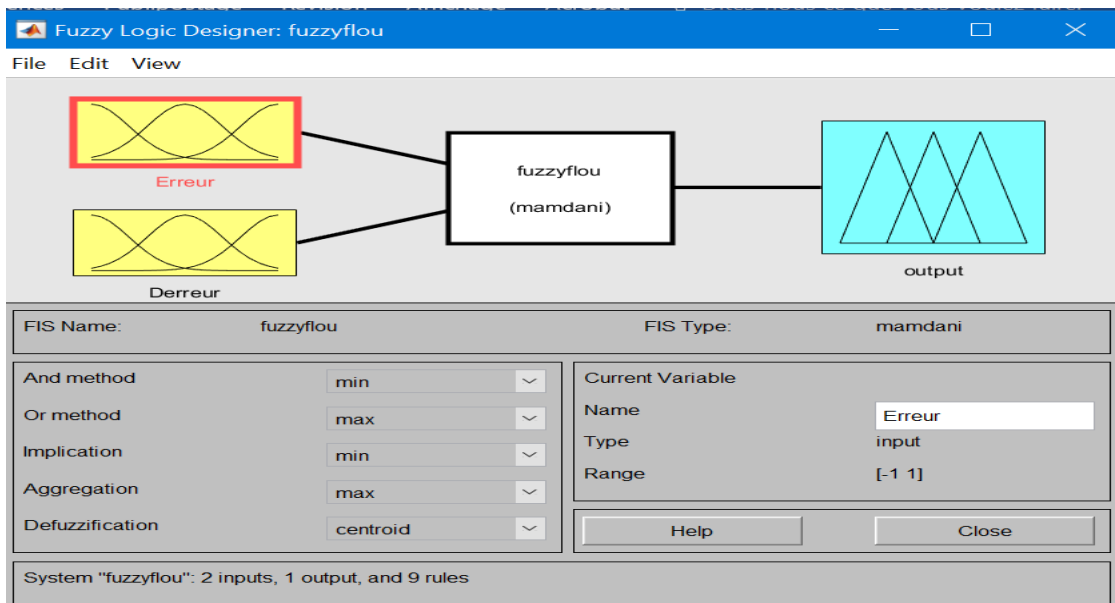 Fuzzy Logic Designer: fuzzyflou
File Edit View
Erreur
Derreur
fuzzyflou
(mamdani)
output
FIS Name: fuzzyflou FIS Type: mamdani
And method min
Or method max
Implication min
Aggregation max
Defuzzification centroid
Current Variable
Name Erreur
Type input
Range [-1 1]
Help Close
System "fuzzyflou": 2 inputs, 1 output, and 9 rules